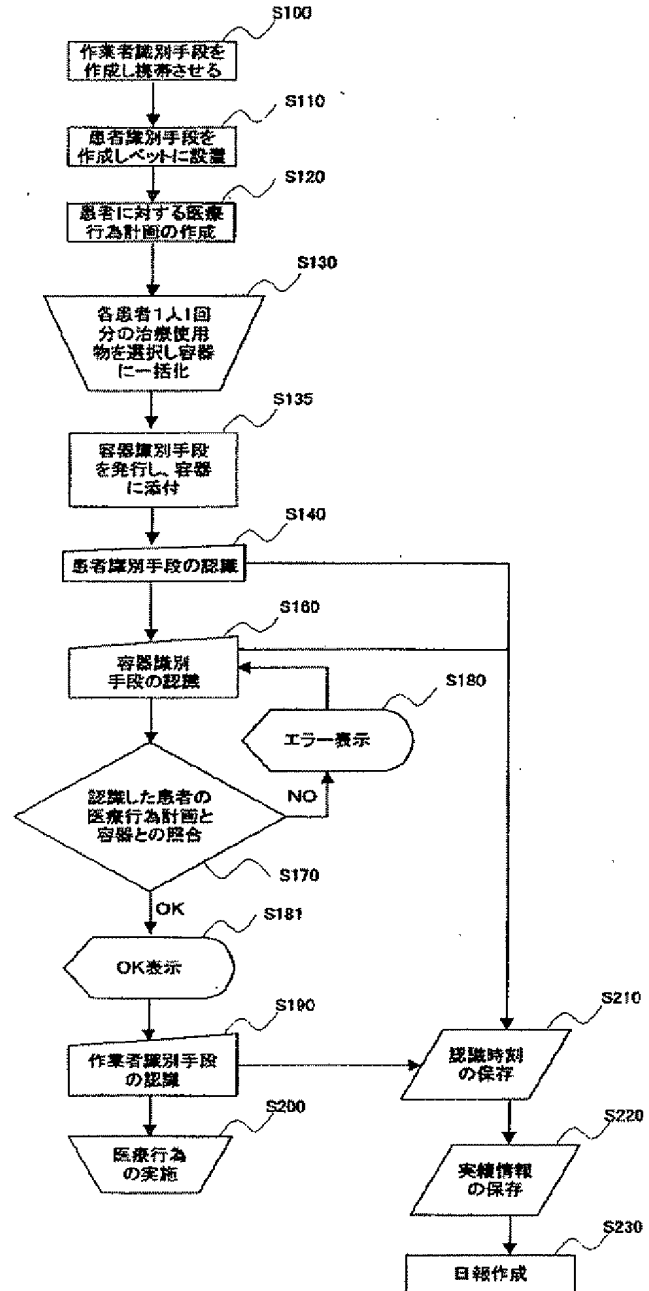 S100
作業者識別手段を
作成し携帯させる
S110
患者識別手段を
作成しベットに設置
S120
患者に対する医療
行為計画の作成
S130
各患者1人1回
分の治療使用
物を選択し容器
に一括化
S135
容器識別手段
を発行し、容器
に添付
S140
患者識別手段の認識
S160
容器識別
手段の認識
S180
エラー表示
認識した患者の
医療行為計画と
容器との照合
NO
S170
OK
S181
OK表示
S190
作業者識別手段
の認識
S200
医療行為
の実施
S210
認識時刻
の保存
S220
実績情報
の保存
S230
日報作成